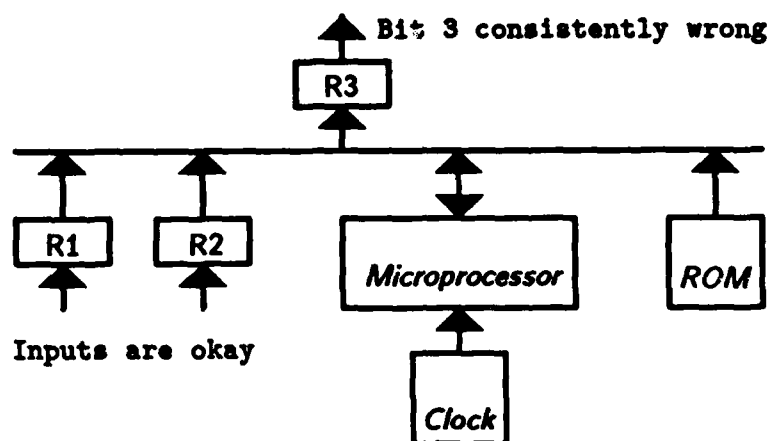 Bit 3 consistently wrong
R3
R1
R2
Microprocessor
ROM
Inputs are okay
Clock